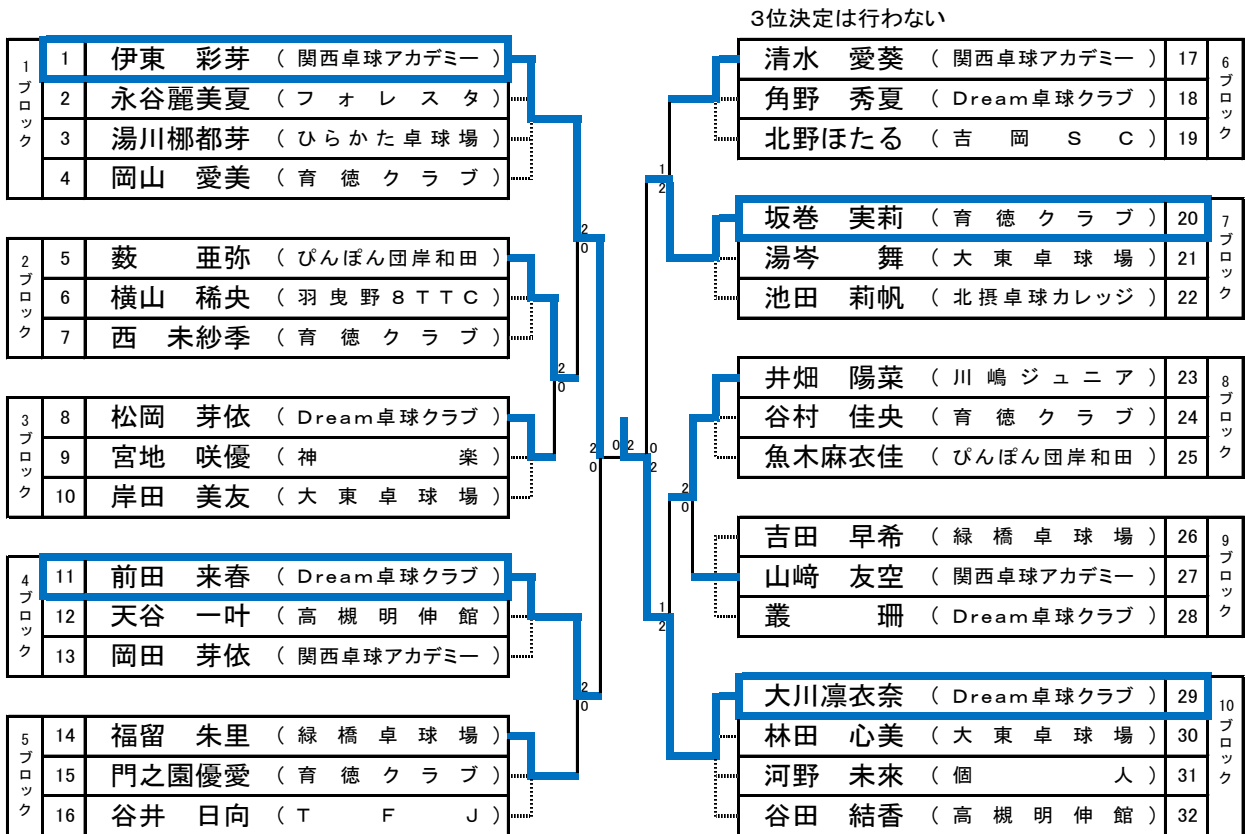 3位決定は行わない
1ブロック
1 伊東 彩芽 (関西卓球アカデミー)
2 永谷麗美夏 (フォレスタ)
3 湯川梛都芽 (ひらかた卓球場)
4 岡山 愛美 (育徳クラブ)
2ブロック
5 薮 亜弥 (ぴんぽん団岸和田)
6 横山 稀央 (羽曳野8TTC)
7 西 未紗季 (育徳クラブ)
3ブロック
8 松岡 芽依 (Dream卓球クラブ)
9 宮地 咲優 (神楽)
10 岸田 美友 (大東卓球場)
4ブロック
11 前田 来春 (Dream卓球クラブ)
12 天谷 一叶 (高槻明伸館)
13 岡田 芽依 (関西卓球アカデミー)
5ブロック
14 福留 朱里 (緑橋卓球場)
15 門之園優愛 (育徳クラブ)
16 谷井 日向 (TFJ)
2
0
2
0
2
0
2
0
0 2
0
2
1
2
2
0
1
2
清水 愛葵 (関西卓球アカデミー) 17
角野 秀夏 (Dream卓球クラブ) 18
北野ほたる (吉岡SC) 19
6ブロック
坂巻 実莉 (育徳クラブ) 20
湯岑 舞 (大東卓球場) 21
池田 莉帆 (北摂卓球カレッジ) 22
7ブロック
井畑 陽菜 (川嶋ジュニア) 23
谷村 佳央 (育徳クラブ) 24
魚木麻衣佳 (ぴんぽん団岸和田) 25
8ブロック
吉田 早希 (緑橋卓球場) 26
山﨑 友空 (関西卓球アカデミー) 27
叢 珊 (Dream卓球クラブ) 28
9ブロック
大川凛衣奈 (Dream卓球クラブ) 29
林田 心美 (大東卓球場) 30
河野 未來 (個人) 31
谷田 結香 (高槻明伸館) 32
10ブロック